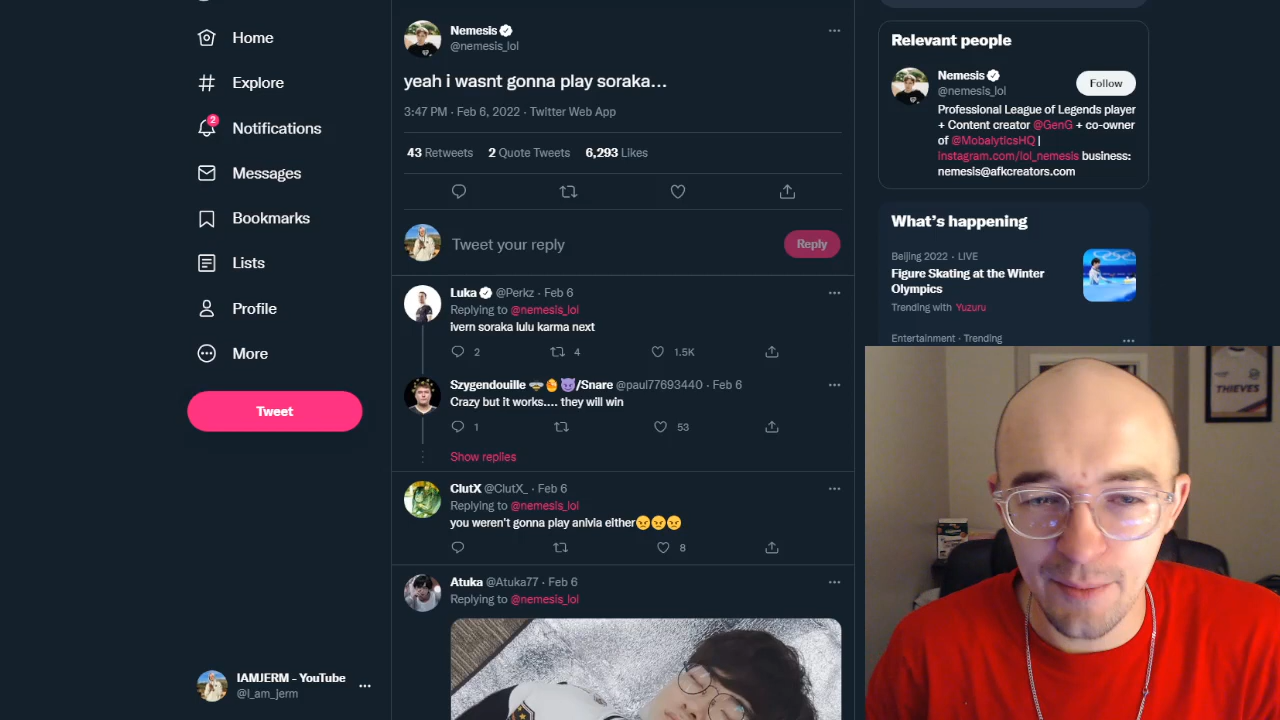 Home
Explore
2
Notifications
Messages
Bookmarks
Lists
Profile
More
Tweet
IAMJERM - YouTube
@I_am_jerm
Nemesis
@nemesis_lol
yeah i wasnt gonna play soraka...
3:47 PM · Feb 6, 2022 · Twitter Web App
43 Retweets 2 Quote Tweets 6,293 Likes
Tweet your reply
Reply
Luka @Perkz · Feb 6
Replying to @nemesis_lol
ivern soraka lulu karma next
2 4 1.5K
Szygendouille /Snare @paul77693440 · Feb 6
Crazy but it works.... they will win
1 53
Show replies
ClutX @ClutX_ · Feb 6
Replying to @nemesis_lol
you weren't gonna play anivia either😡😡😡
8
Atuka @Atuka77 · Feb 6
Replying to @nemesis_lol
Relevant people
Nemesis
@nemesis_lol
Follow
Professional League of Legends player
+ Content creator @GenG + co-owner
of @MobalyticsHQ |
instagram.com/lol_nemesis business:
nemesis@afkcreators.com
What's happening
Beijing 2022 · LIVE
Figure Skating at the Winter
Olympics
Trending with Yuzuru
Entertainment · Trending
THIEVES